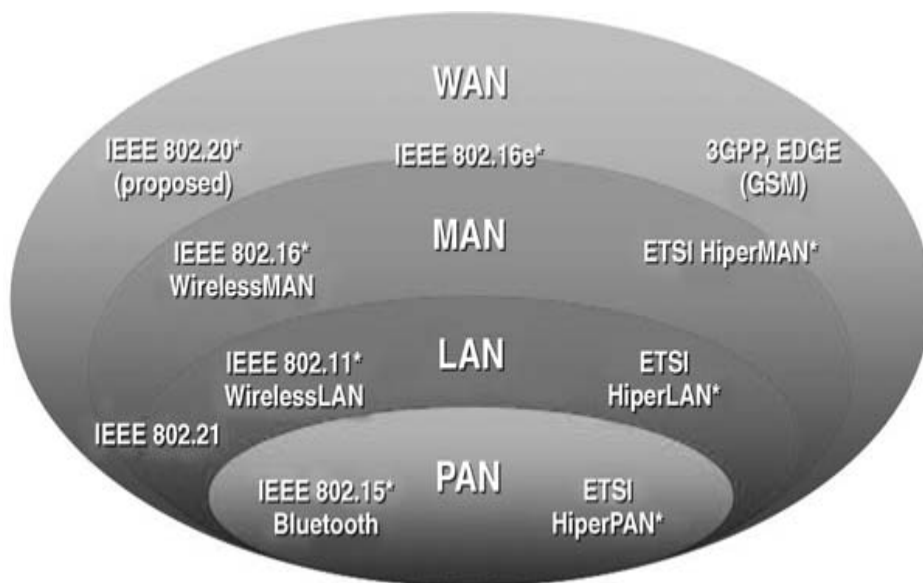 WAN
IEEE 802.20*
(proposed)
IEEE 802.16e*
3GPP, EDGE
(GSM)
MAN
IEEE 802.16*
WirelessMAN
ETSI HiperMAN*
LAN
IEEE 802.11*
WirelessLAN
ETSI
HiperLAN*
IEEE 802.21
PAN
IEEE 802.15*
Bluetooth
ETSI
HiperPAN*